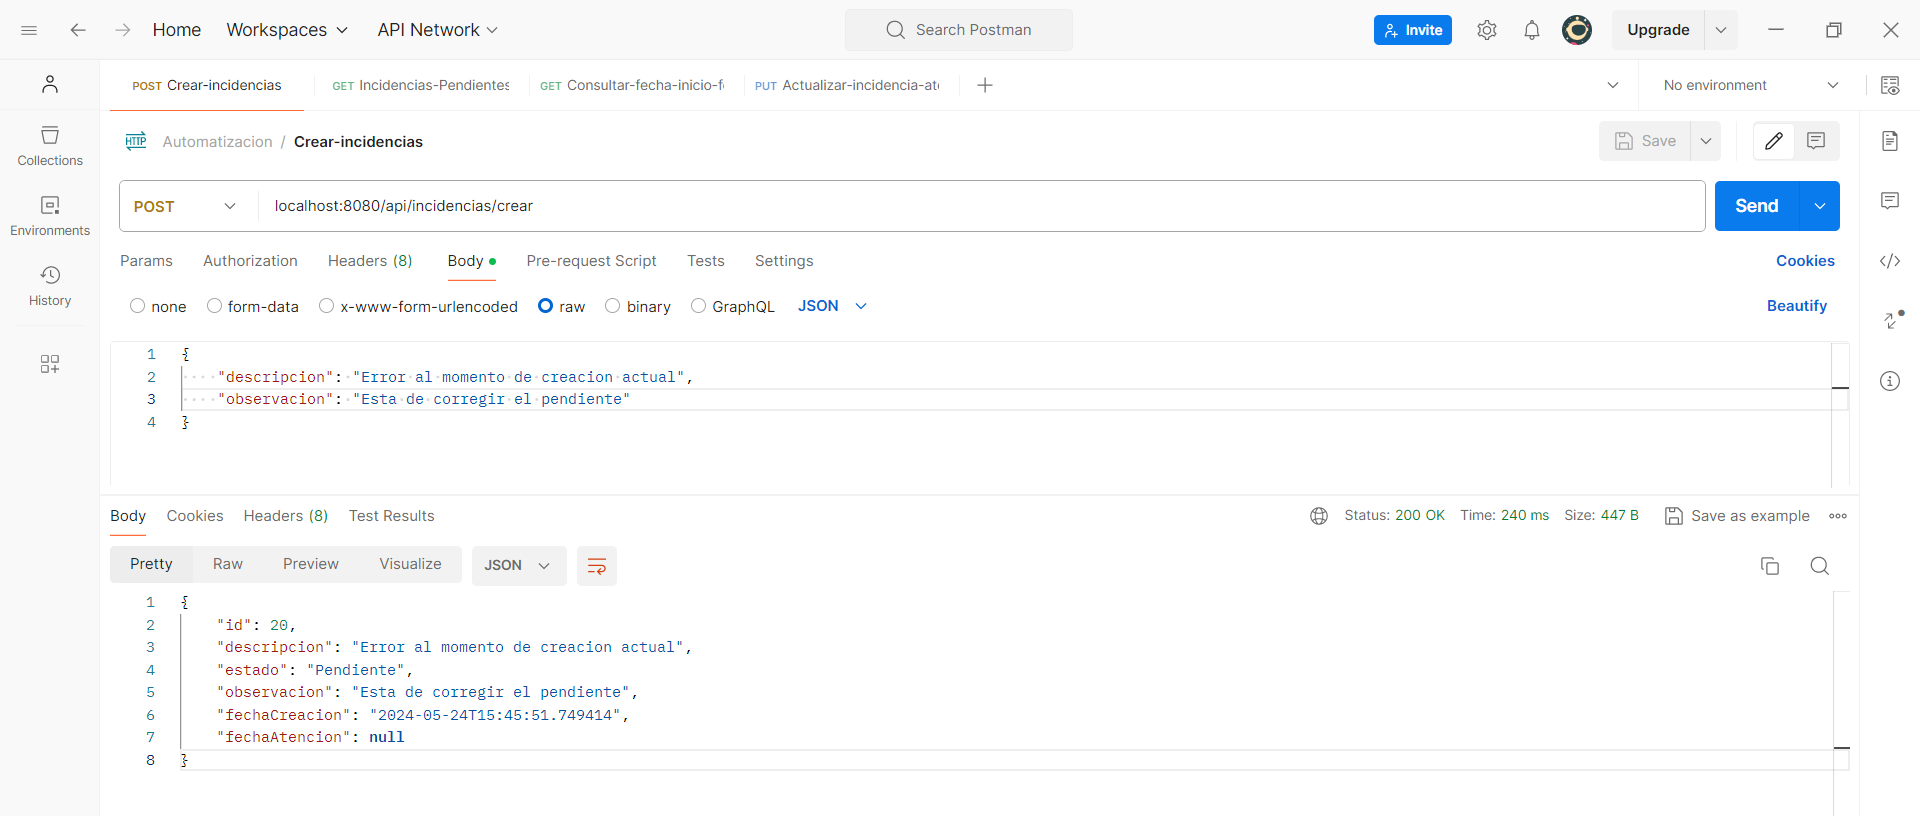 Home Workspaces API Network Search Postman Invite Upgrade
POST Crear-incidencias GET Incidencias-Pendientes GET Consultar-fecha-inicio-f PUT Actualizar-incidencia-at No environment
HTTP Automatizacion / Crear-incidencias Save
Collections
Environments
History
POST localhost:8080/api/incidencias/crear Send
Params Authorization Headers (8) Body Pre-request Script Tests Settings Cookies
none form-data x-www-form-urlencoded raw binary GraphQL JSON Beautify
1 {
2 "descripcion": "Error al momento de creacion actual",
3 "observacion": "Esta de corregir el pendiente"
4 }
Body Cookies Headers (8) Test Results Status: 200 OK Time: 240 ms Size: 447 B Save as example
Pretty Raw Preview Visualize JSON
1 {
2 "id": 20,
3 "descripcion": "Error al momento de creacion actual",
4 "estado": "Pendiente",
5 "observacion": "Esta de corregir el pendiente",
6 "fechaCreacion": "2024-05-24T15:45:51.749414",
7 "fechaAtencion": null
8 }